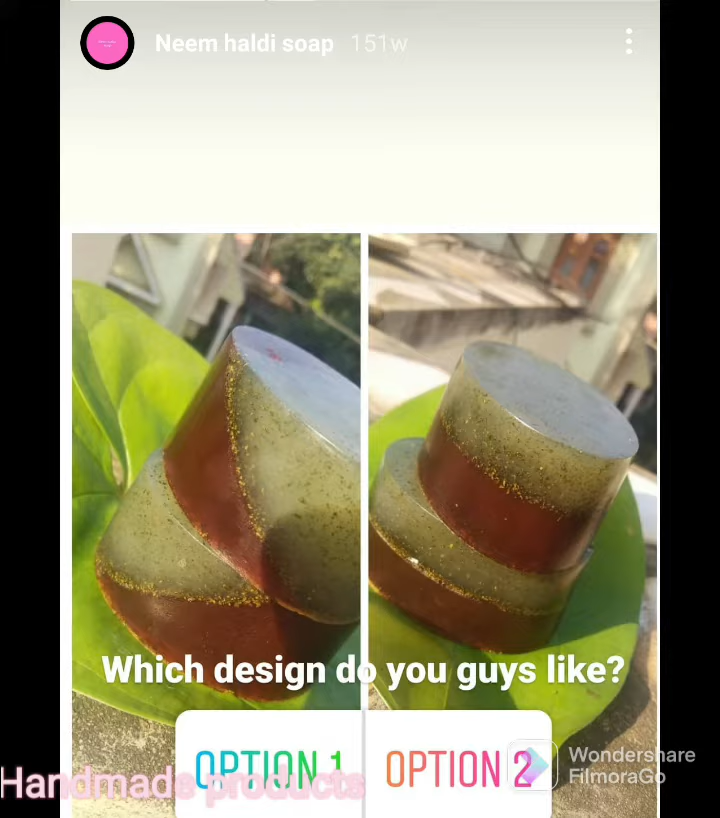 Neem haldi soap 151w
Which design do you guys like?
OPTION 1 OPTION 2
Wondershare
FilmoraGo
Handmade products